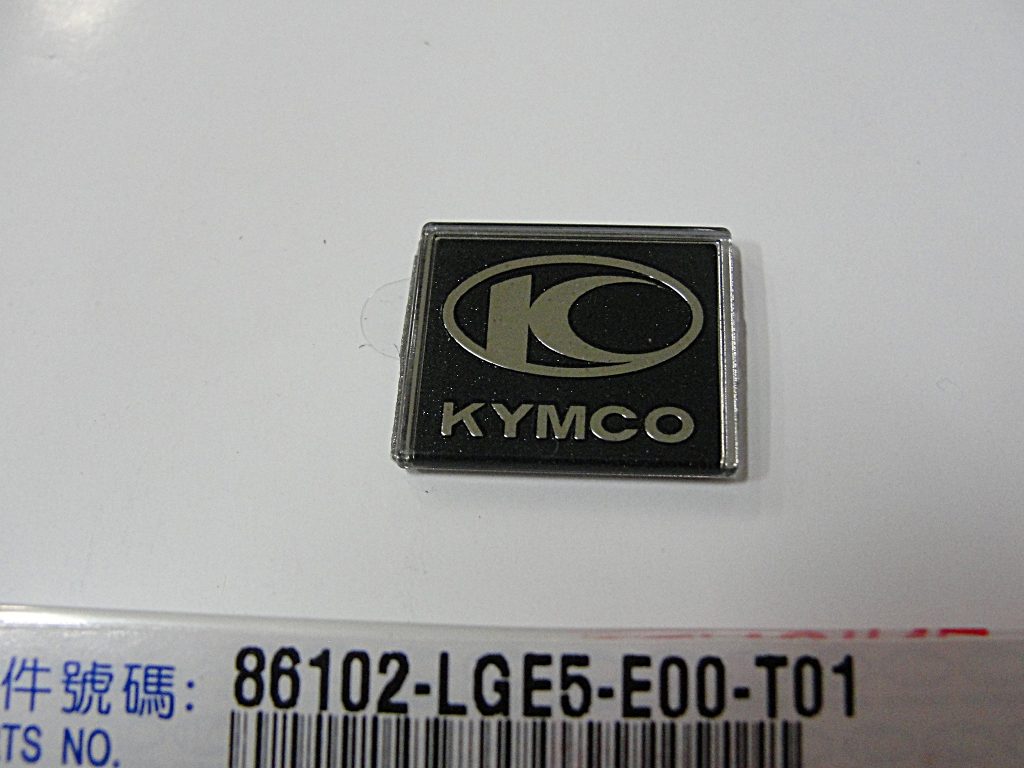 KYMCO
件號碼:
86102-LGE5-E00-T01
TS NO.